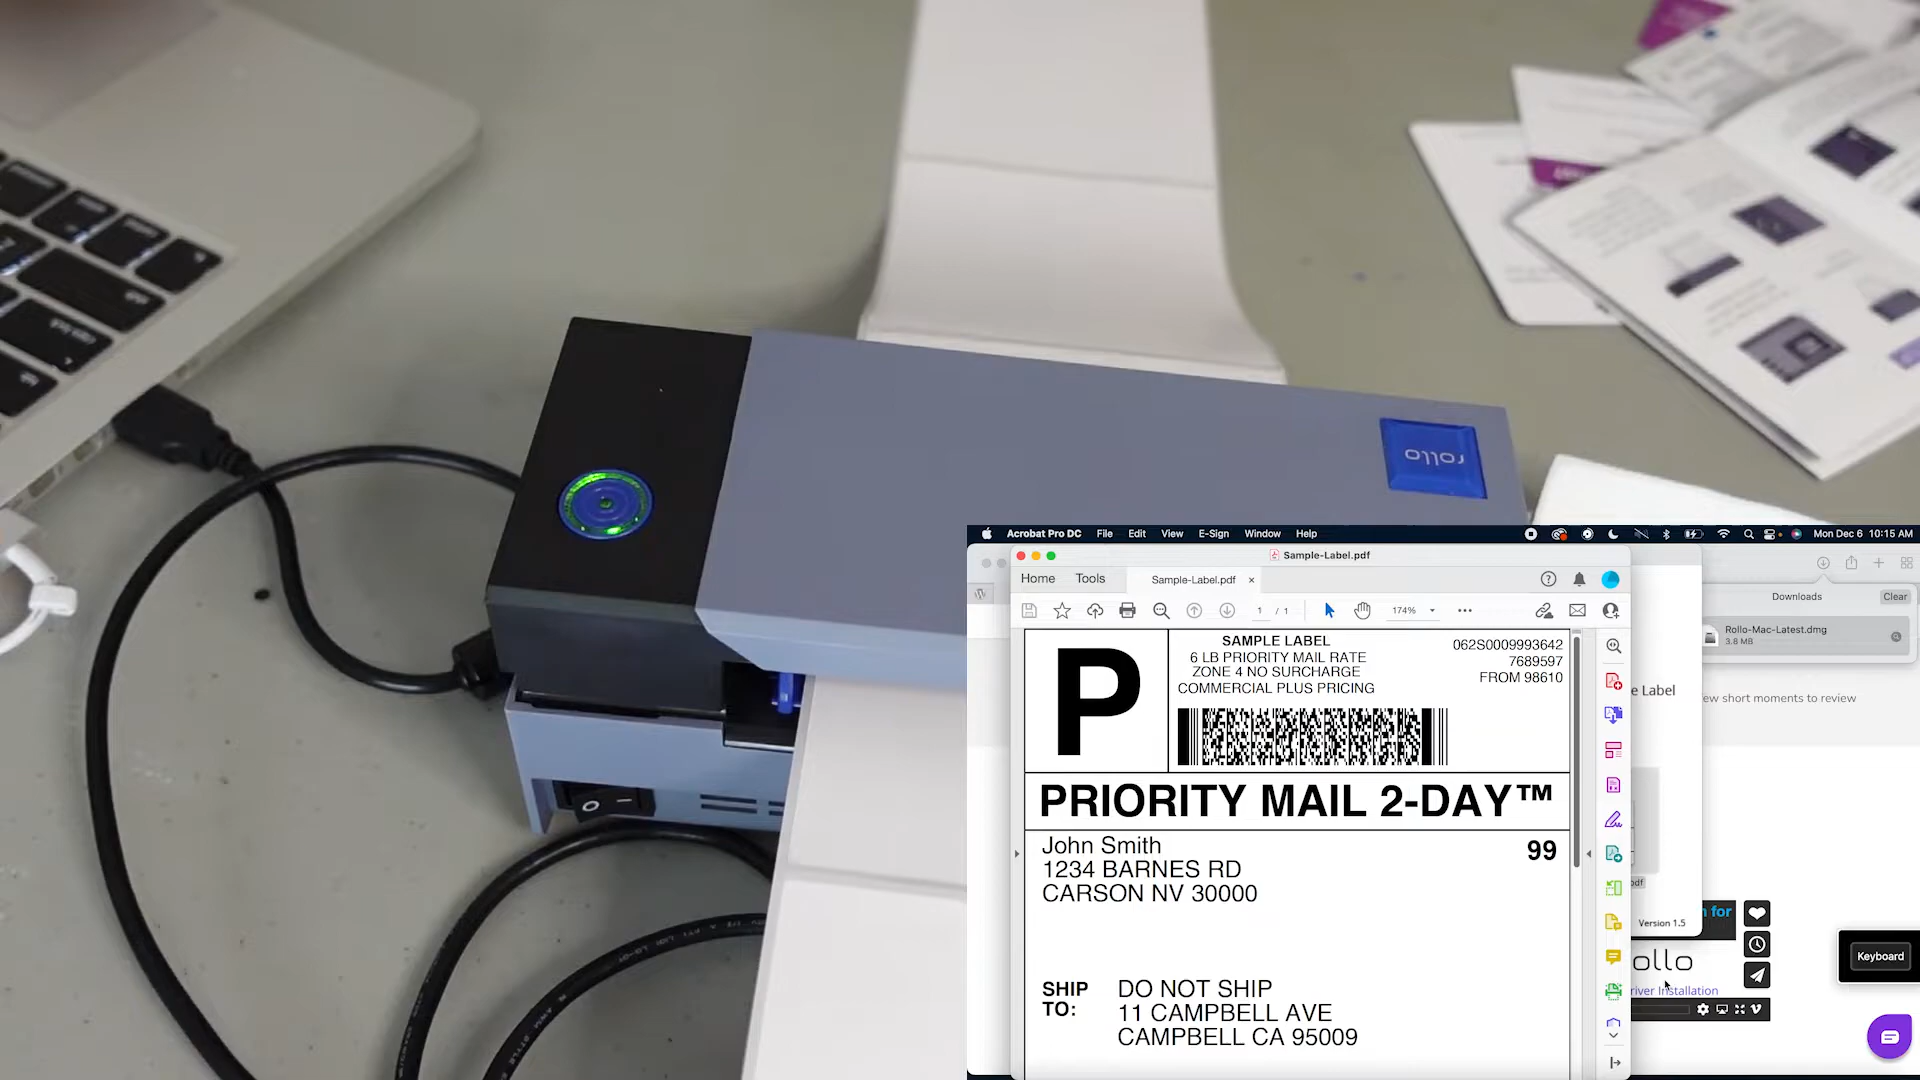 rollo
Acrobat Pro DC File Edit View E-Sign Window Help
Mon Dec 6 10:15 AM
Sample-Label.pdf
Home Tools Sample-Label.pdf
1 / 1 174%
SAMPLE LABEL
6 LB PRIORITY MAIL RATE
ZONE 4 NO SURCHARGE
COMMERCIAL PLUS PRICING
062S0009993642
7689597
FROM 98610
P
PRIORITY MAIL 2-DAY™
John Smith
1234 BARNES RD
CARSON NV 30000
99
SHIP
TO:
DO NOT SHIP
11 CAMPBELL AVE
CAMPBELL CA 95009
Downloads Clear
Rollo-Mac-Latest.dmg
3.8 MB
e Label
ew short moments to review
pdf
n for
Version 1.5
ollo
river Installation
Keyboard